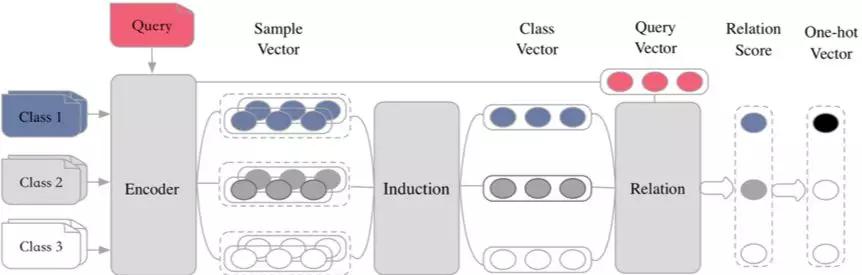 Query
Sample
Vector
Class
Vector
Query
Vector
Relation
Score
One-hot
Vector
Class 1
Class 2
Class 3
Encoder
Induction
Relation